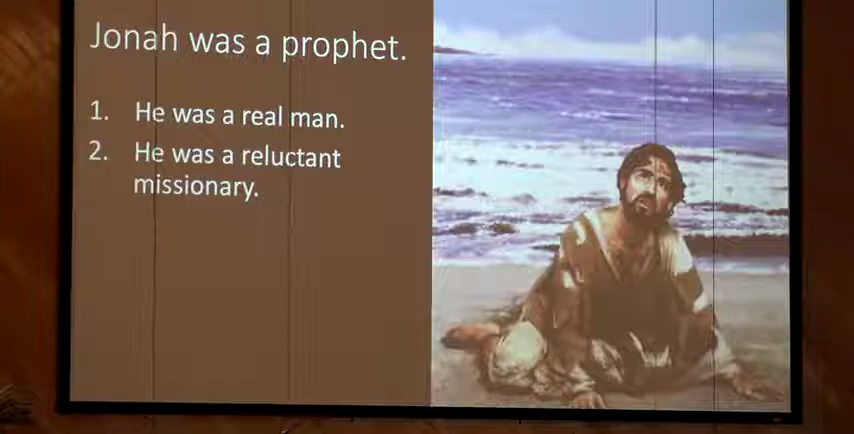 Jonah was a prophet.
1. He was a real man.
2. He was a reluctant
missionary.